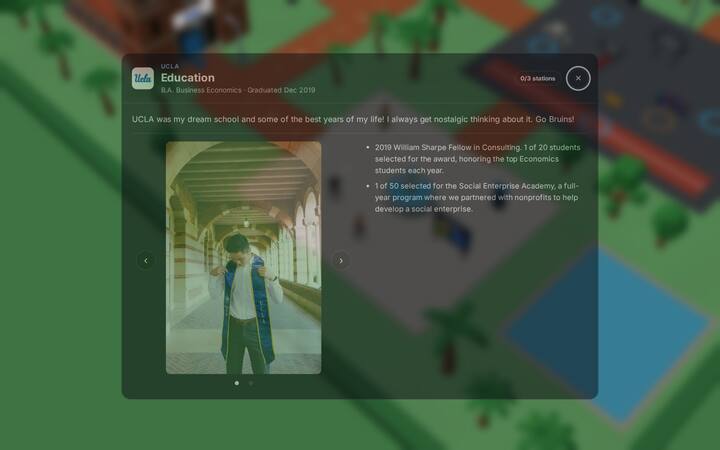 UCLA
Ucla
Education
B.A. Business Economics · Graduated Dec 2019
0/3 stations
UCLA was my dream school and some of the best years of my life! I always get nostalgic thinking about it. Go Bruins!
• 2019 William Sharpe Fellow in Consulting. 1 of 20 students
selected for the award, honoring the top Economics
students each year.
• 1 of 50 selected for the Social Enterprise Academy, a full-
year program where we partnered with nonprofits to help
develop a social enterprise.